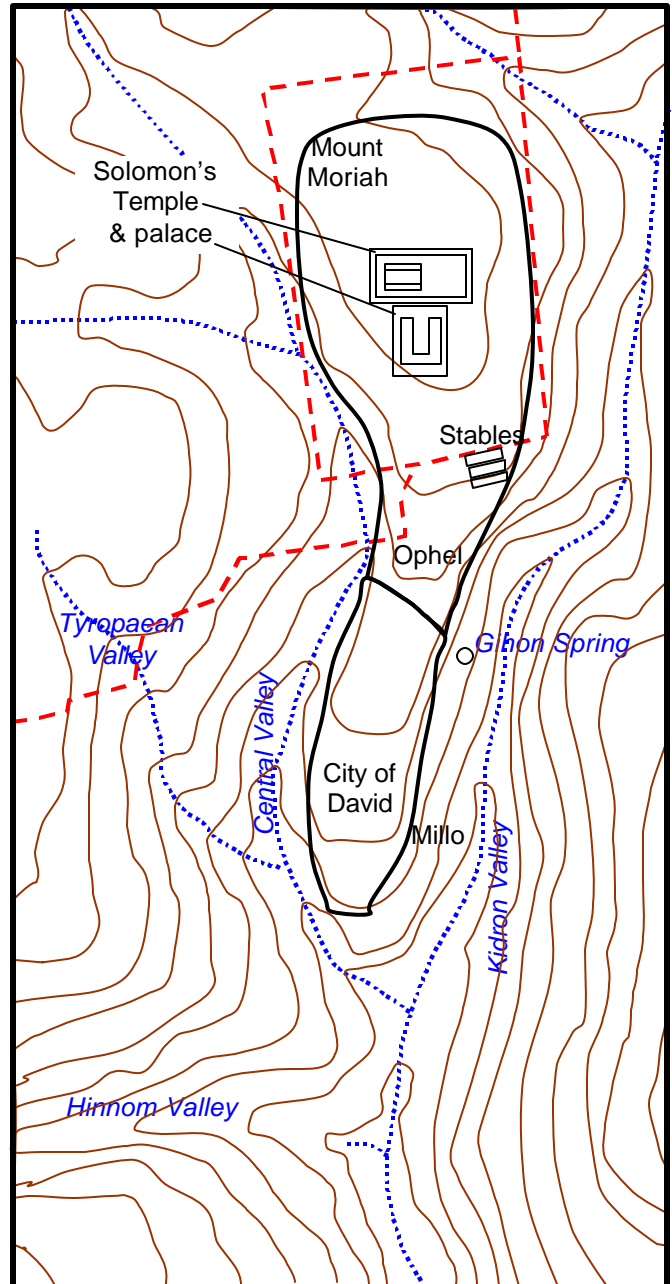 Mount
Moriah
Solomon's
Temple
& palace
Stables
Ophel
Tyropaean
Valley
Gihon Spring
Central Valley
City of
David
Millo
Kidron Valley
Hinnom Valley